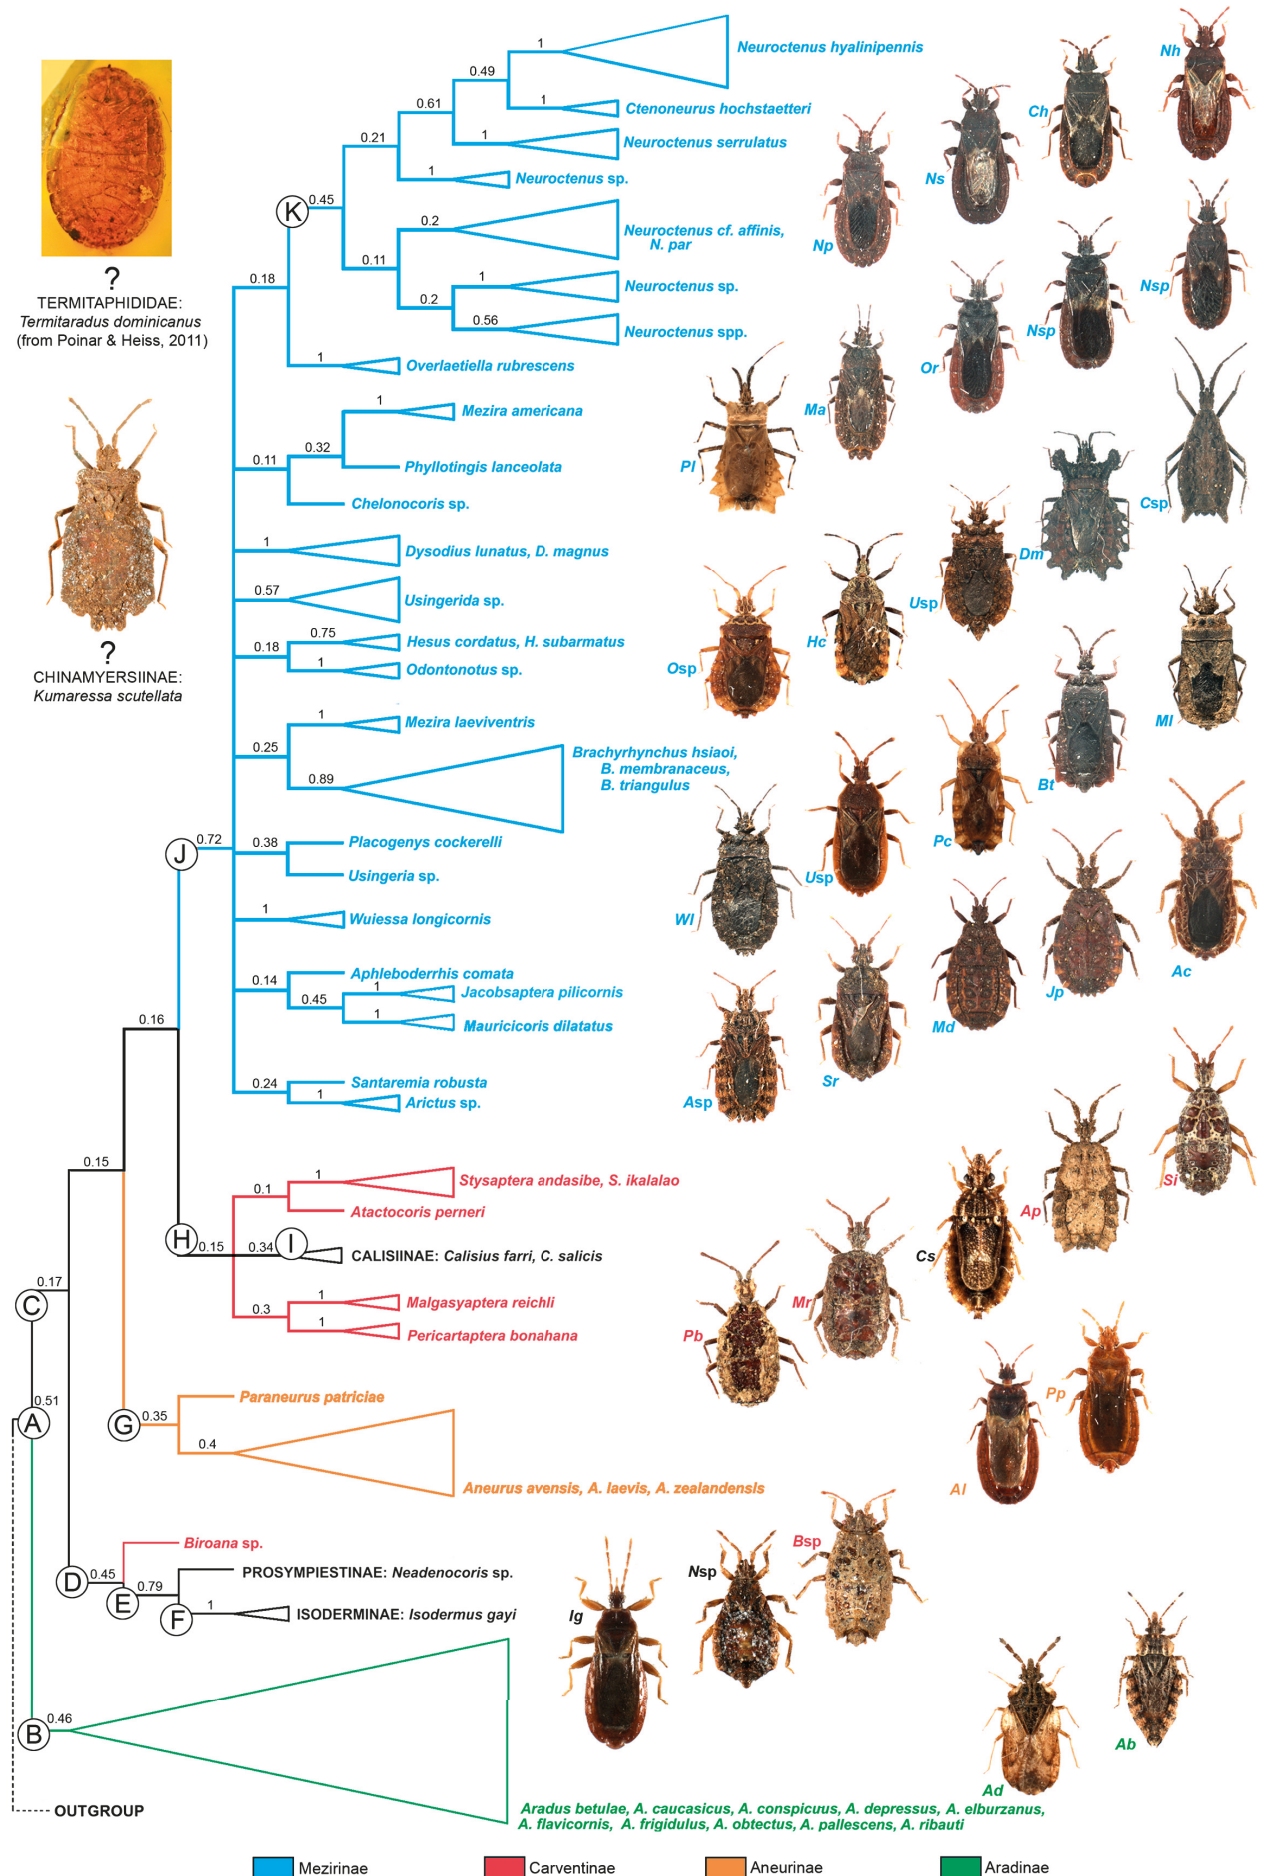 ?
TERMITAPHIDIDAE:
Termitaradus dominicanus
(from Poinar & Heiss, 2011)
?
CHINAMYERSIINAE:
Kumaressa scutellata
1
Neuroctenus hyalinipennis
0.49
1
Ctenoneurus hochstaetteri
0.61
1
Neuroctenus serrulatus
0.21
1
Neuroctenus sp.
K
0.45
0.2
Neuroctenus cf. affinis,
N. par
0.11
1
Neuroctenus sp.
0.2
0.56
Neuroctenus spp.
0.18
1
Overlaetiella rubrescens
1
Mezira americana
0.32
Phyllotingis lanceolata
0.11
Chelonocoris sp.
1
Dysodius lunatus, D. magnus
0.57
Usingerida sp.
0.75
Hesus cordatus, H. subarmatus
0.18
1
Odontonotus sp.
1
Mezira laeviventris
0.25
0.89
Brachyrhynchus hsiaoi,
B. membranaceus,
B. triangulus
J
0.72
0.38
Placogenys cockerelli
Usingeria sp.
1
Wuiessa longicornis
Aphleboderrhis comata
0.14
0.45
1
Jacobsaptera pilicornis
1
Mauricicoris dilatatus
0.24
Santaremia robusta
1
Arictus sp.
0.16
0.15
1
Stysaptera andasibe, S. ikalalao
0.1
Atactocoris perneri
H
0.15
0.34
I
CALISIINAE: Calisius farri, C. salicis
0.17
C
1
Malgasyaptera reichli
0.3
1
Pericartaptera bonahana
0.51
A
Paraneurus patriciae
G
0.35
0.4
Aneurus avensis, A. laevis, A. zealandensis
Biroana sp.
D
0.45
E
0.79
PROSYMPIESTINAE: Neadenocoris sp.
F
1
ISODERMINAE: Isodermus gayi
B
0.46
OUTGROUP
Aradus betulae, A. caucasicus, A. conspicuus, A. depressus, A. elburzanus,
A. flavicornis, A. frigidulus, A. obtectus, A. pallescens, A. ribauti
Nh
Ch
Ns
Np
Nsp
Nsp
Or
Ma
Pl
Csp
Dm
Usp
Hc
Osp
Ml
Bt
Pc
Usp
Wl
Ac
Jp
Md
Sr
Asp
Si
Ap
Cs
Mr
Pb
Pp
Al
Bsp
Nsp
Ig
Ab
Ad
Mezirinae
Carventinae
Aneurinae
Aradinae